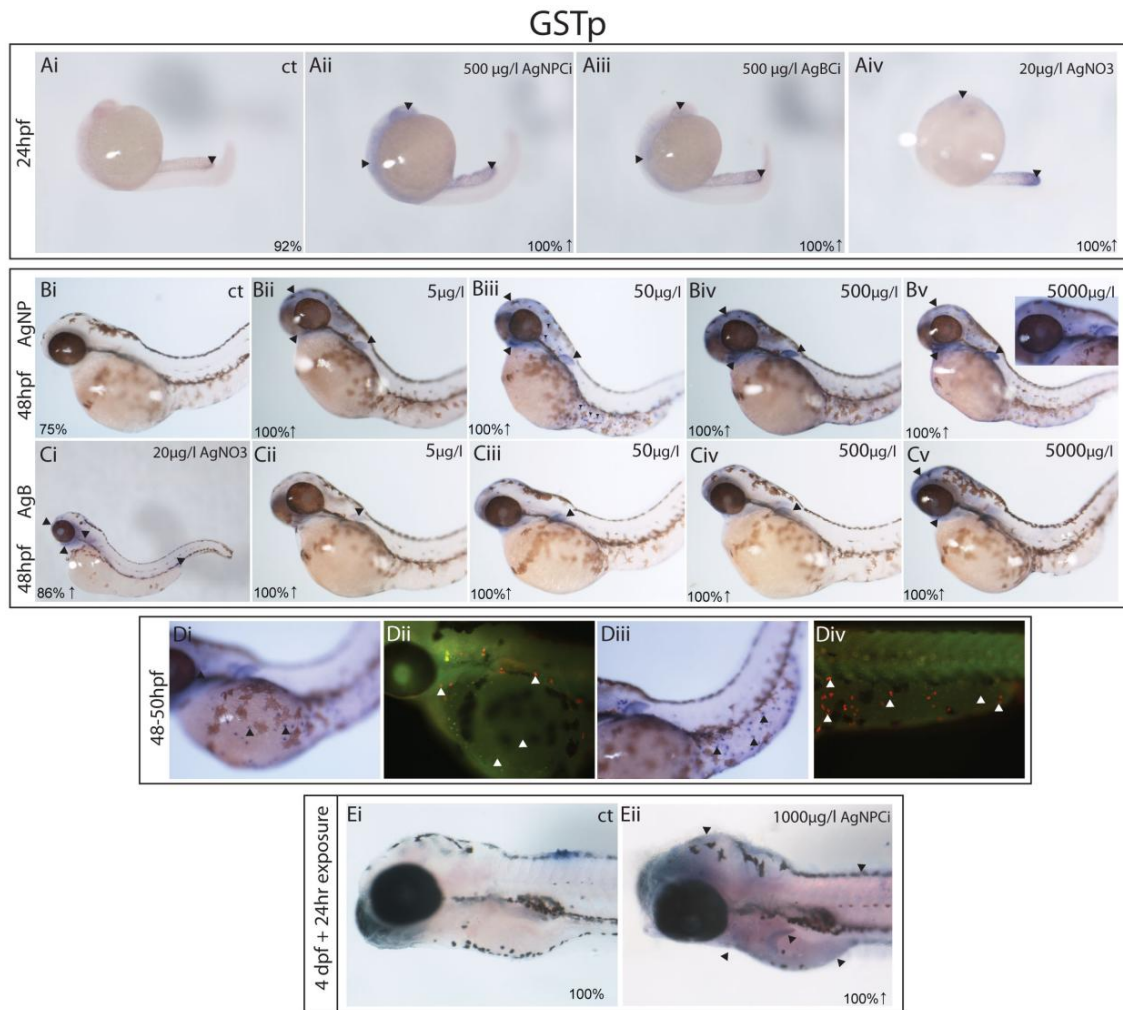 GSTp
24hpf
Ai
ct
92%
Aii
500 µg/l AgNPCi
100% ↑
Aiii
500 µg/l AgBCi
100% ↑
Aiv
20µg/l AgNO3
100%↑
AgNP
48hpf
Bi
ct
75%
Bii
5µg/l
100%↑
Biii
50µg/l
100%↑
Biv
500µg/l
100%↑
Bv
5000µg/l
100%↑
AgB
48hpf
Ci
20µg/l AgNO3
86% ↑
Cii
5µg/l
100%↑
Ciii
50µg/l
100%↑
Civ
500µg/l
100%↑
Cv
5000µg/l
100%↑
48-50hpf
Di
Dii
Diii
Div
4 dpf + 24hr exposure
Ei
ct
100%
Eii
1000µg/l AgNPCi
100%↑